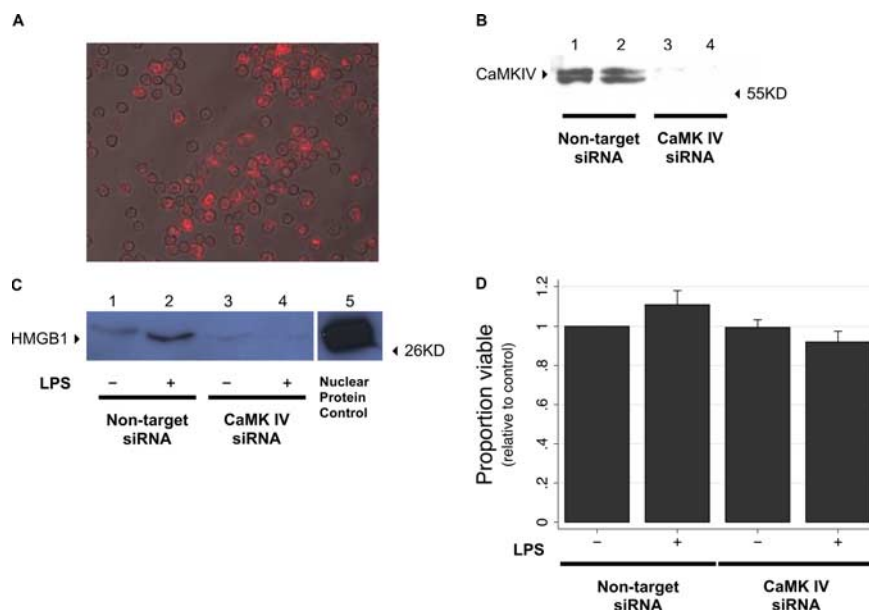 A
B
1 2 3 4
CaMKIV
55KD
Non-target
siRNA
CaMK IV
siRNA
C
1 2 3 4 5
HMGB1
26KD
LPS - + - +
Nuclear
Protein
Control
Non-target
siRNA
CaMK IV
siRNA
D
Proportion viable
(relative to control)
1.2
1
.8
.6
.4
.2
0
LPS - + - +
Non-target
siRNA
CaMK IV
siRNA